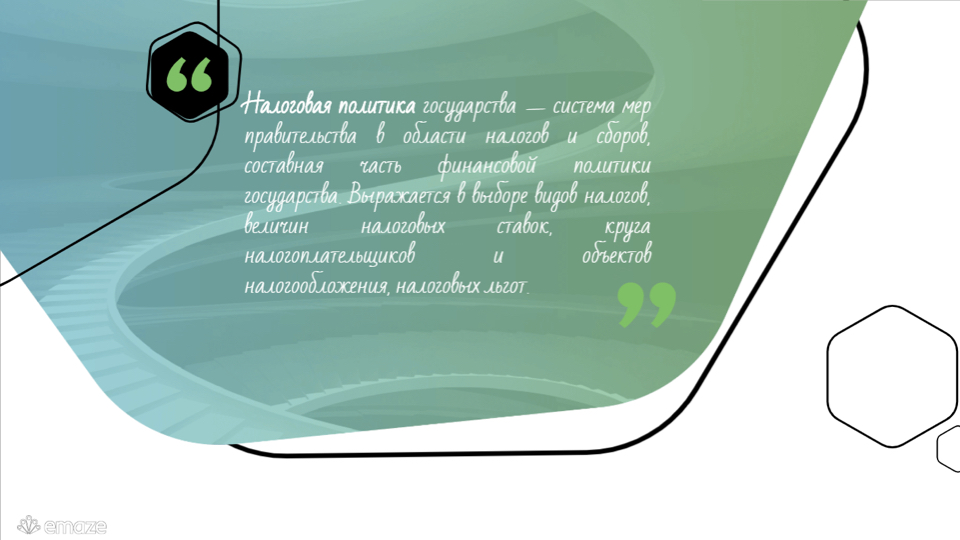 “
Налоговая политика государства — система мер
правительства в области налогов и сборов,
составная часть финансовой политики
государства. Выражается в выборе видов налогов,
величин налоговых ставок, круга
налогоплательщиков и объектов
налогообложения, налоговых льгот.
”
emaze